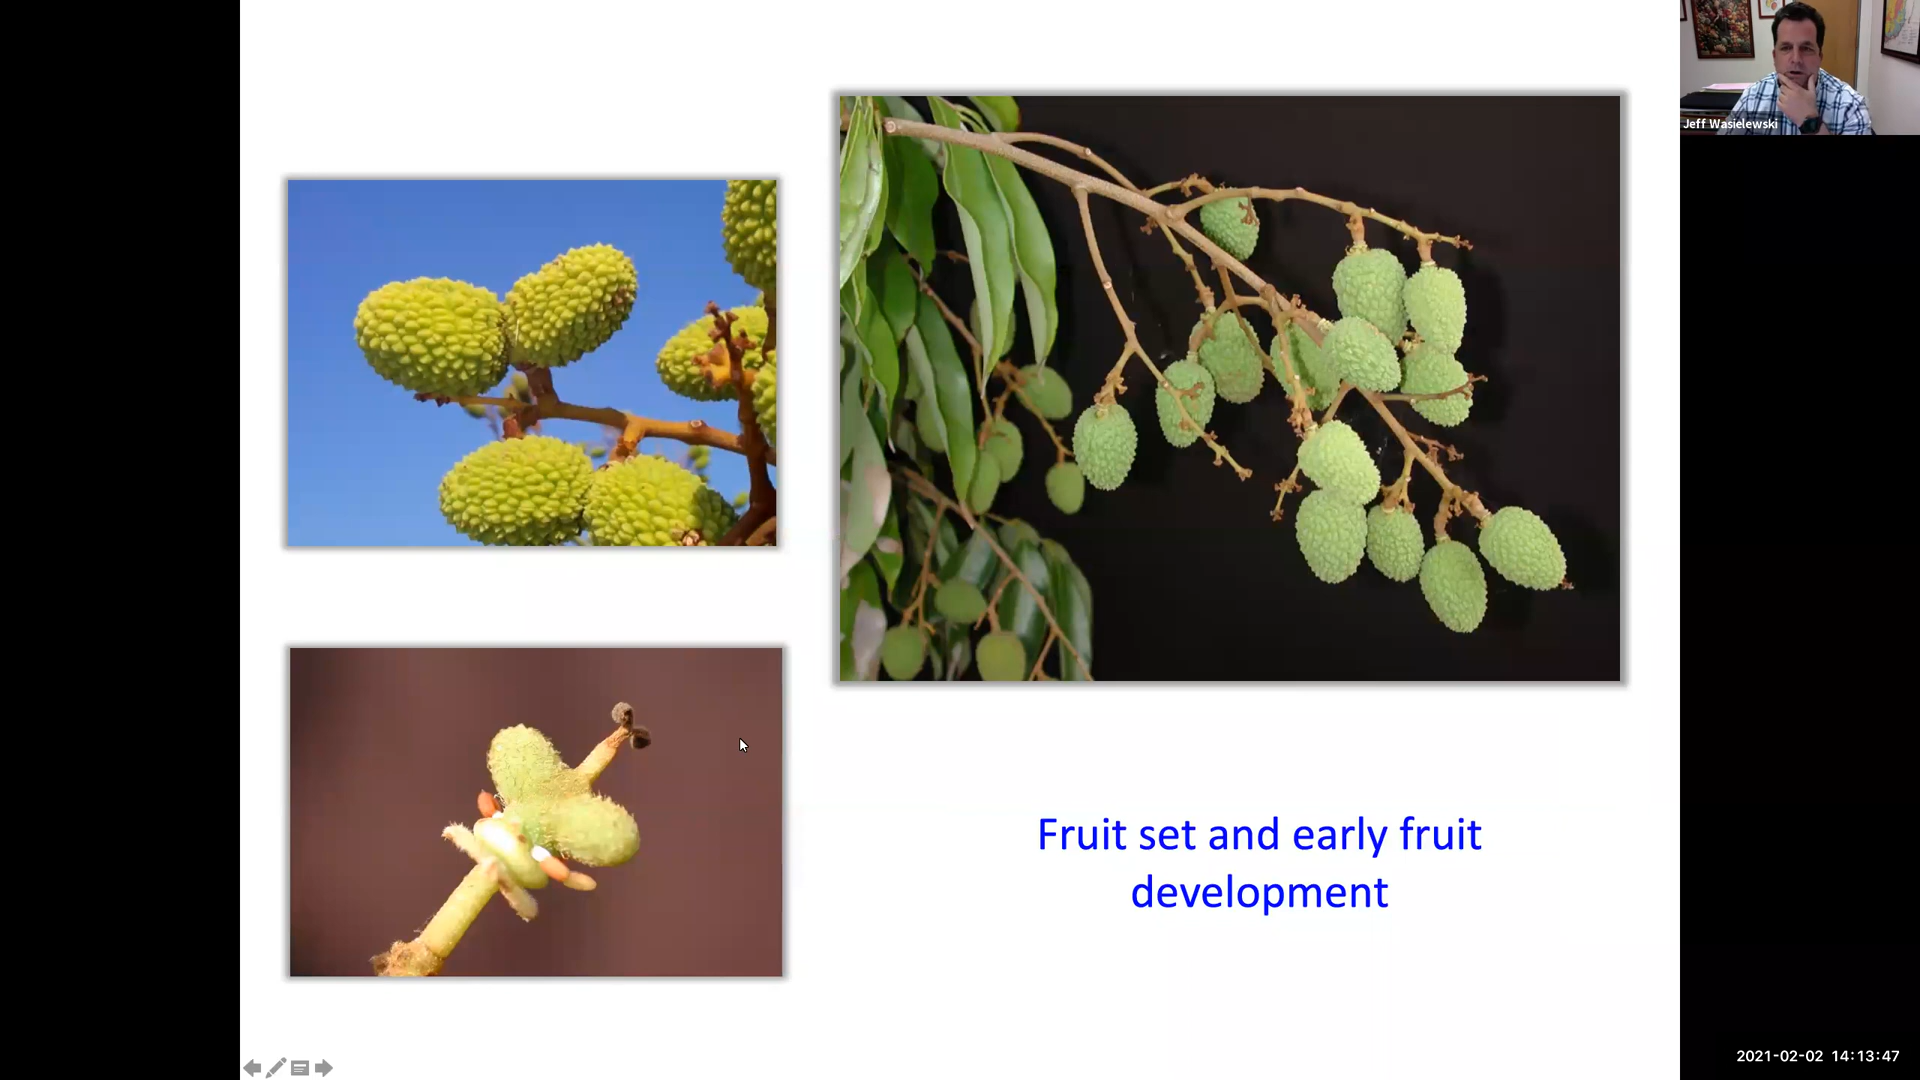 Jeff Wasielewski
Fruit set and early fruit
development
2021-02-02 14:13:47